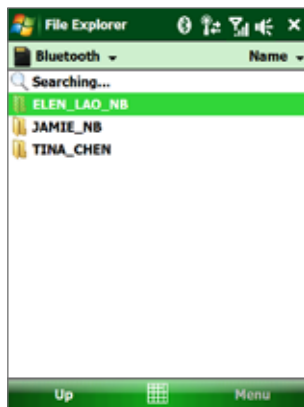 File Explorer
Bluetooth Name
Searching...
ELEN_LAO_NB
JAMIE_NB
TINA_CHEN
Up Menu